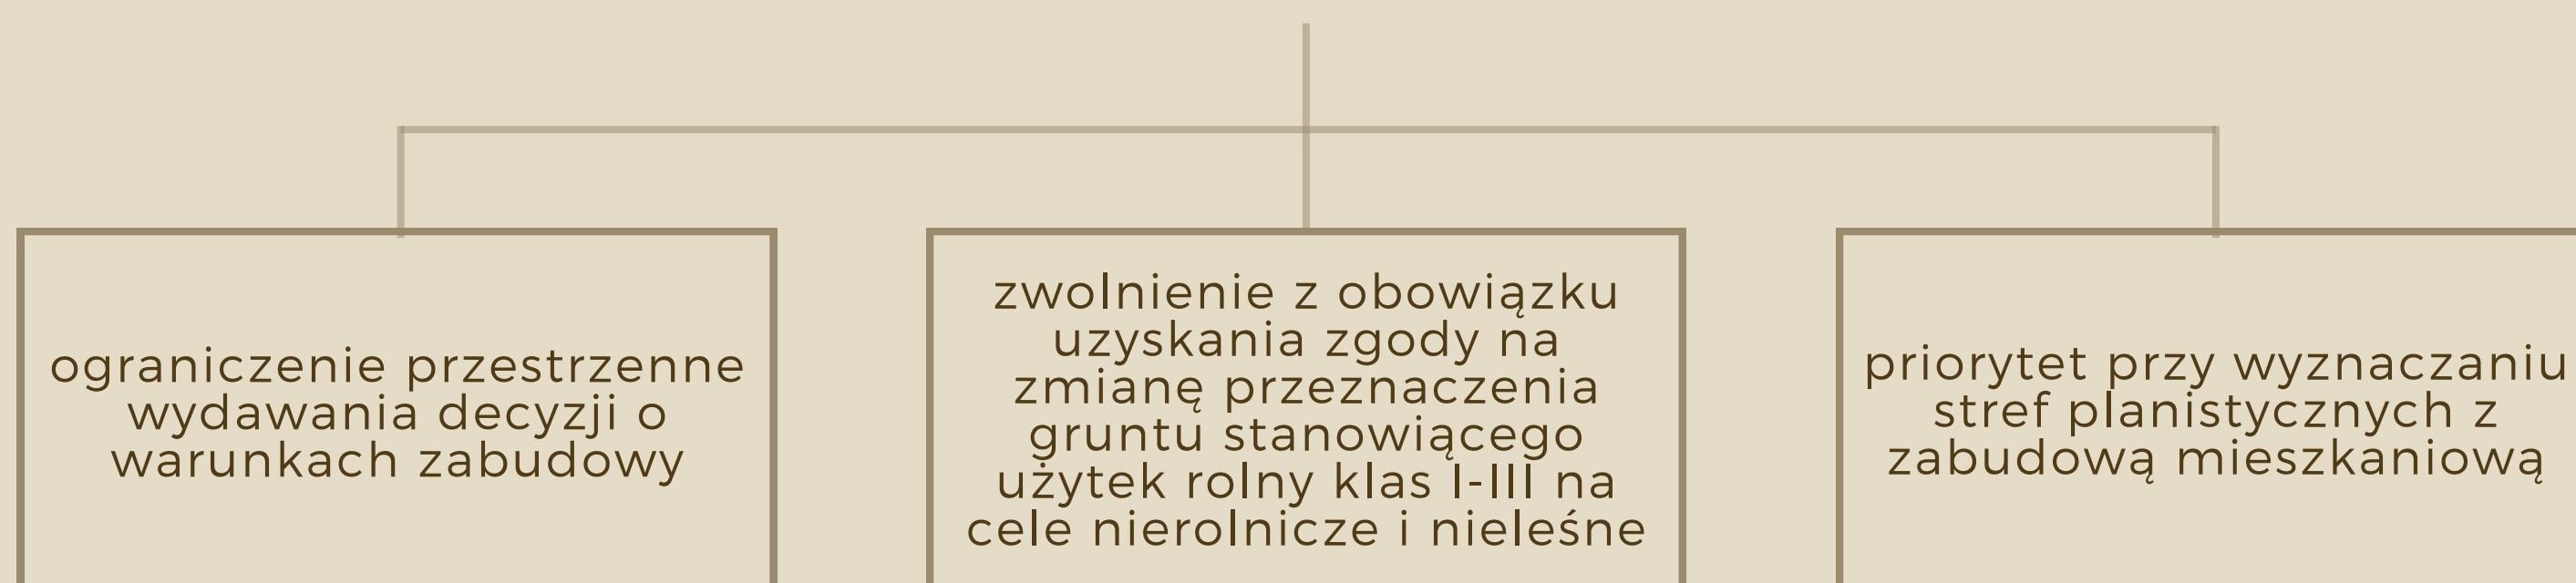 ograniczenie przestrzenne
wydawania decyzji o
warunkach zabudowy
zwolnienie z obowiązku
uzyskania zgody na
zmianę przeznaczenia
gruntu stanowiącego
użytek rolny klas I-III na
cele nierolnicze i nieleśne
priorytet przy wyznaczaniu
stref planistycznych z
zabudową mieszkaniową